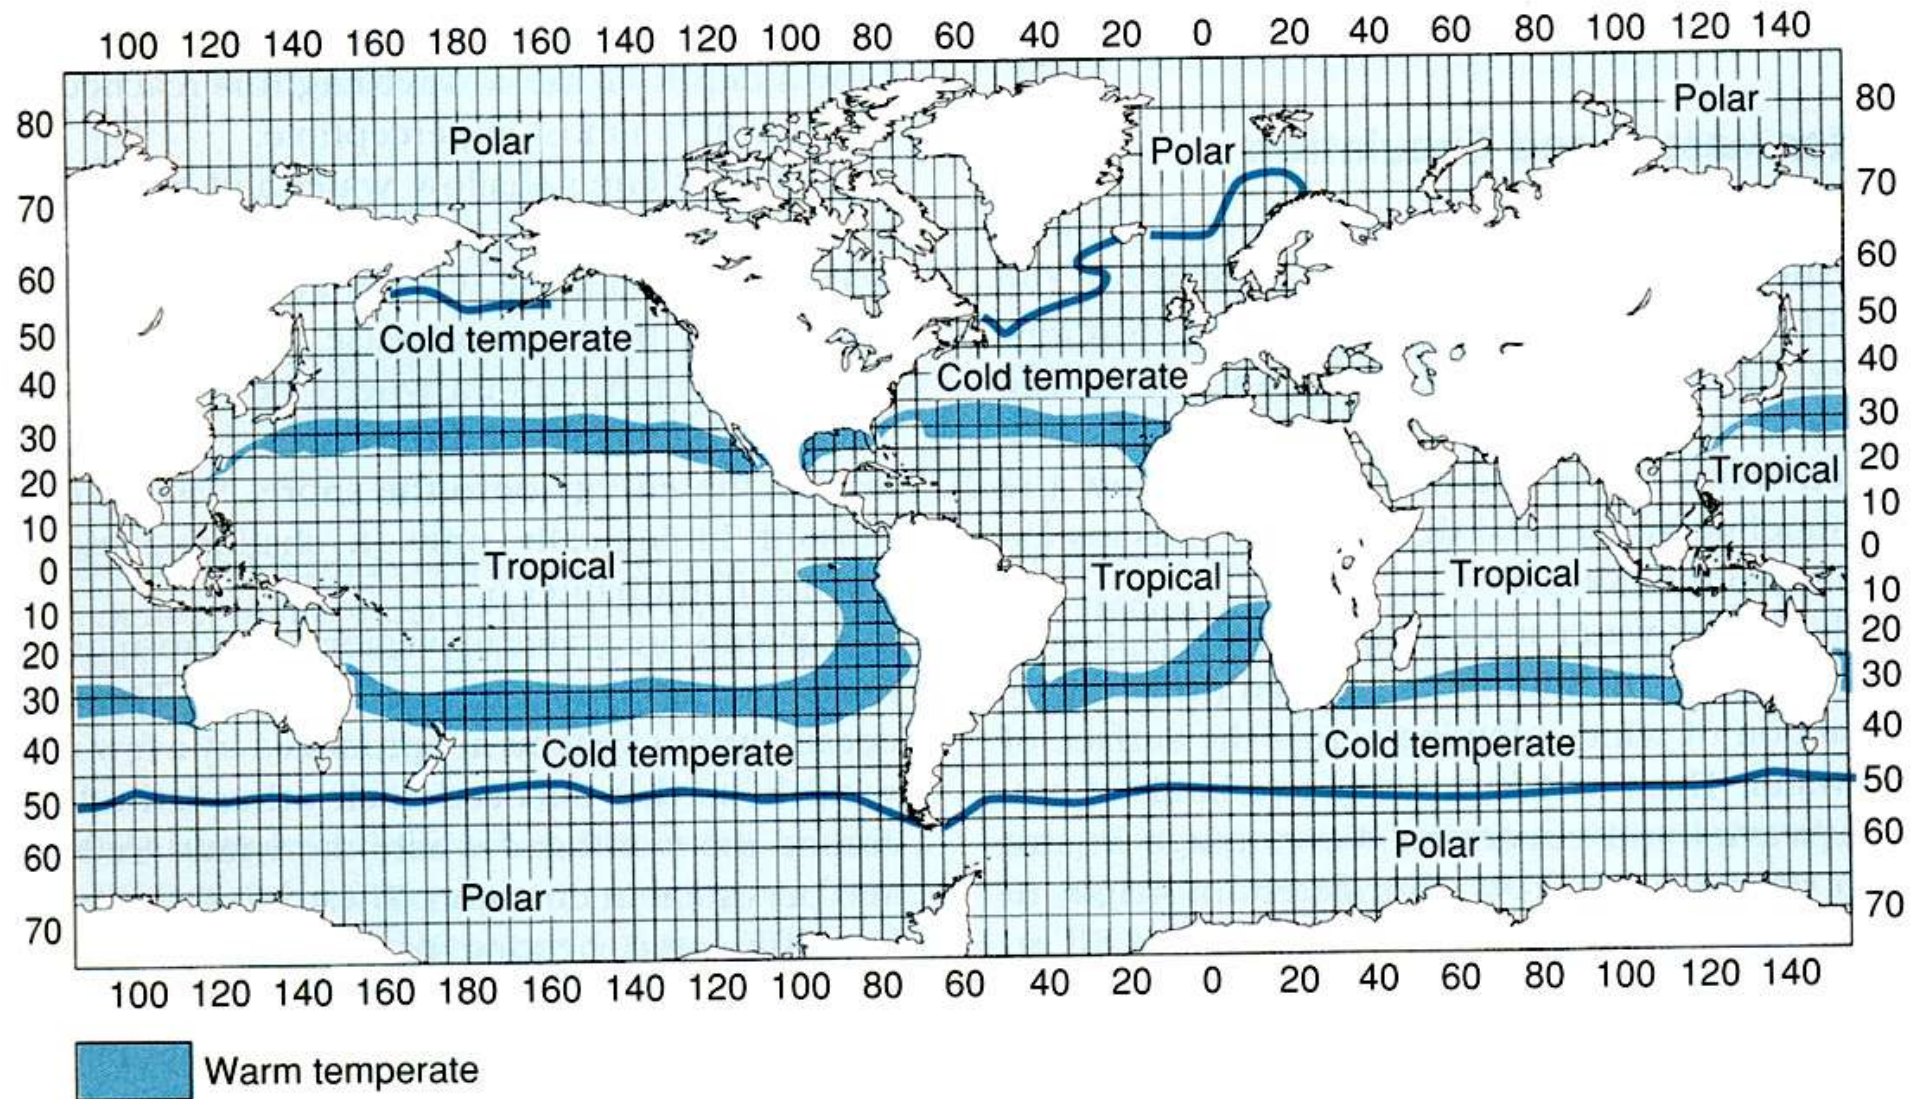 100 120 140 160 180 160 140 120 100 80 60 40 20 0 20 40 60 80 100 120 140
80 Polar Polar Polar 80
70 70
60 60
Cold temperate 50
50 Cold temperate 40
40 30
30 20
Tropical
20 10
10 0
0 Tropical Tropical Tropical 10
10 20
20 30
30 40
40 Cold temperate Cold temperate 50
50 60
Polar
60 70
Polar
70
100 120 140 160 180 160 140 120 100 80 60 40 20 0 20 40 60 80 100 120 140
Warm temperate